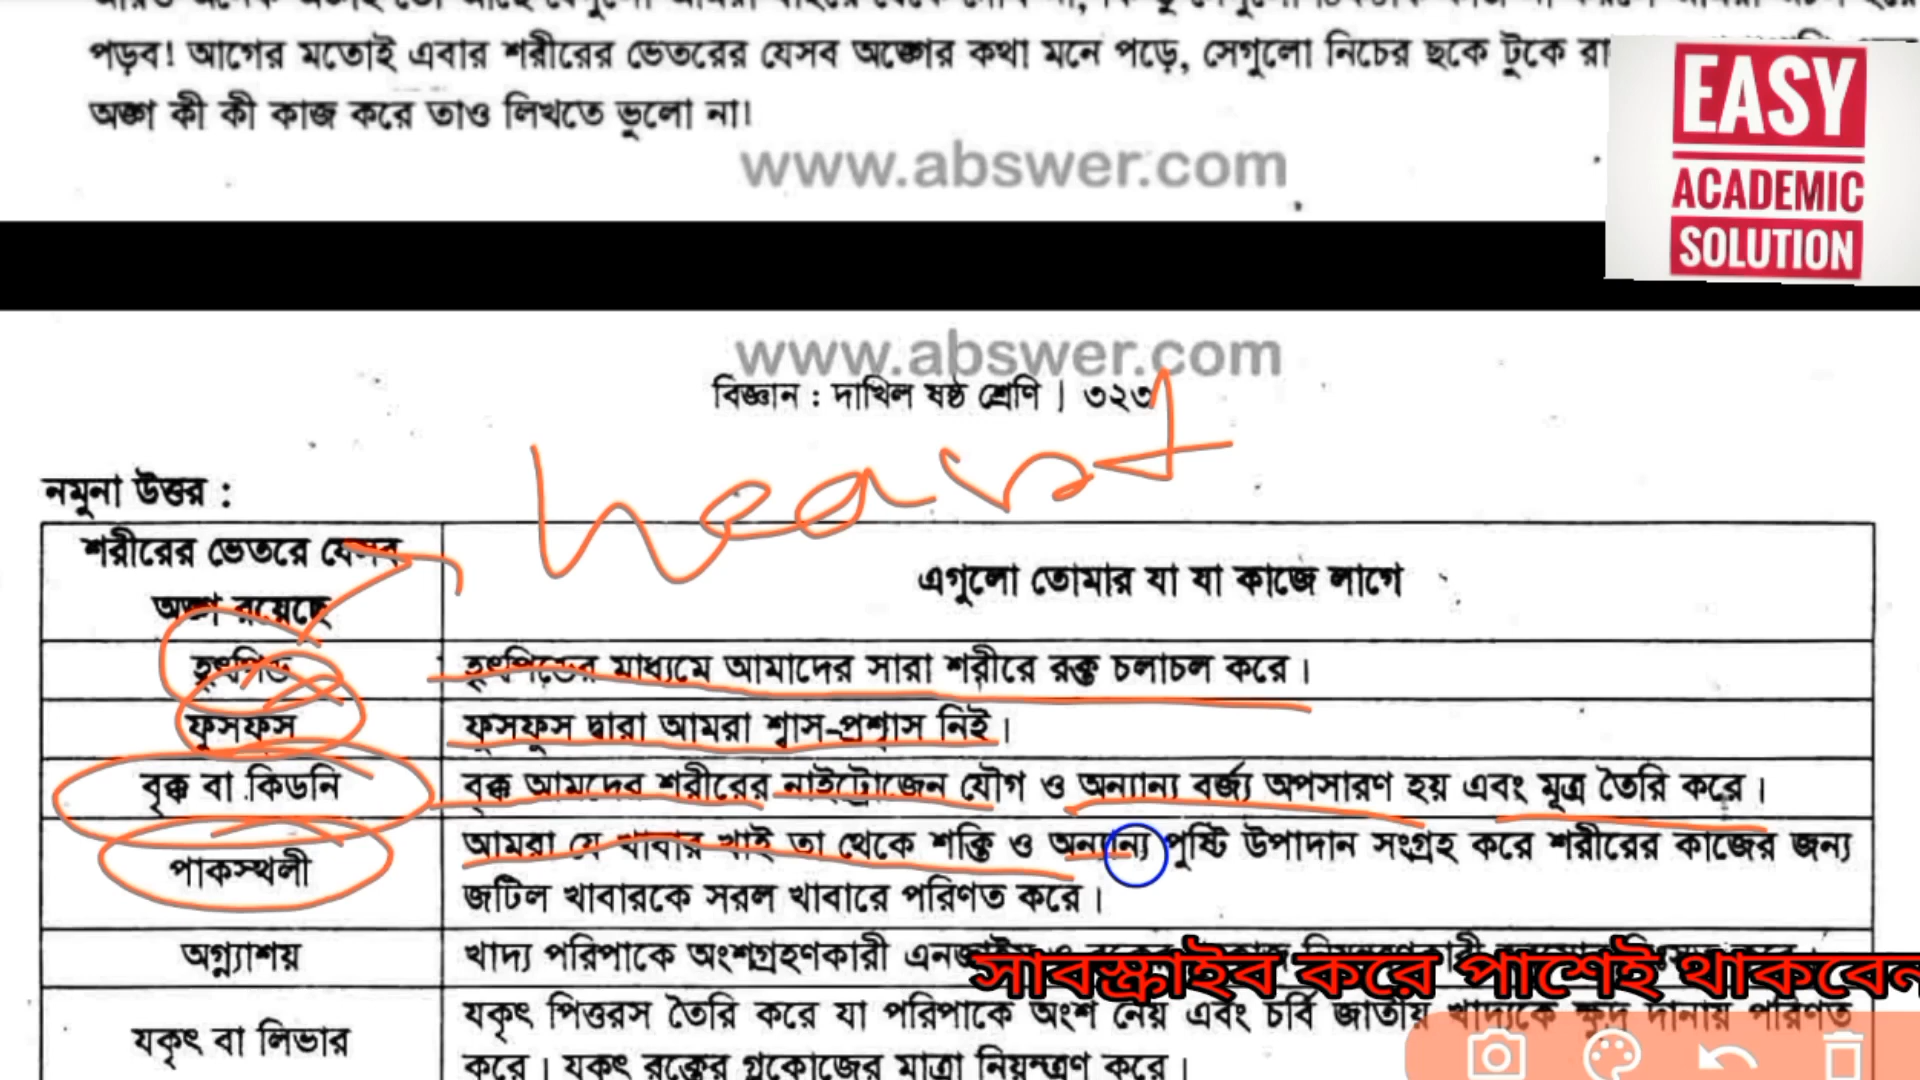 পড়ব! আগের মতোই এবার শরীরের ভেতরের যেসব অঙ্গের কথা মনে পড়ে, সেগুলো নিচের ছকে টুকে
অঙ্গ কী কী কাজ করে তাও লিখতে ভুলো না।
www.abswer.com
EASY
ACADEMIC
SOLUTION
www.abswer.com
বিজ্ঞান : দাখিল ষষ্ঠ শ্রেণি | ৩২৩
heart
নমুনা উত্তর :
শরীরের ভেতরে যেসব অঙ্গ রয়েছে
এগুলো তোমার যা যা কাজে লাগে
হৃৎপিন্ড
হৃৎপিন্ডের মাধ্যমে আমাদের সারা শরীরে রক্ত চলাচল করে।
ফুসফুস
ফুসফুস দ্বারা আমরা শ্বাস-প্রশ্বাস নিই।
বৃক্ক বা কিডনি
বৃক্ক আমদের শরীরের নাইট্রোজেন যৌগ ও অন্যান্য বর্জ্য অপসারণ হয় এবং মূত্র তৈরি করে।
পাকস্থলী
আমরা যে খাবার খাই তা থেকে শক্তি ও অন্যান্য পুষ্টি উপাদান সংগ্রহ করে শরীরের কাজের জন্য
জটিল খাবারকে সরল খাবারে পরিণত করে।
অগ্ন্যাশয়
খাদ্য পরিপাকে অংশগ্রহণকারী
সাবস্ক্রাইব করে পাশেই থাকবেন
যকৃৎ বা লিভার
যকৃৎ পিত্তরস তৈরি করে যা পরিপাকে অংশ নেয় এবং চর্বি জাতীয় খাদ্যকে ক্ষুদ্র দানায় পরিণত
করে। যকৃৎ রক্তের গ্লুকোজের মাত্রা নিয়ন্ত্রণ করে।